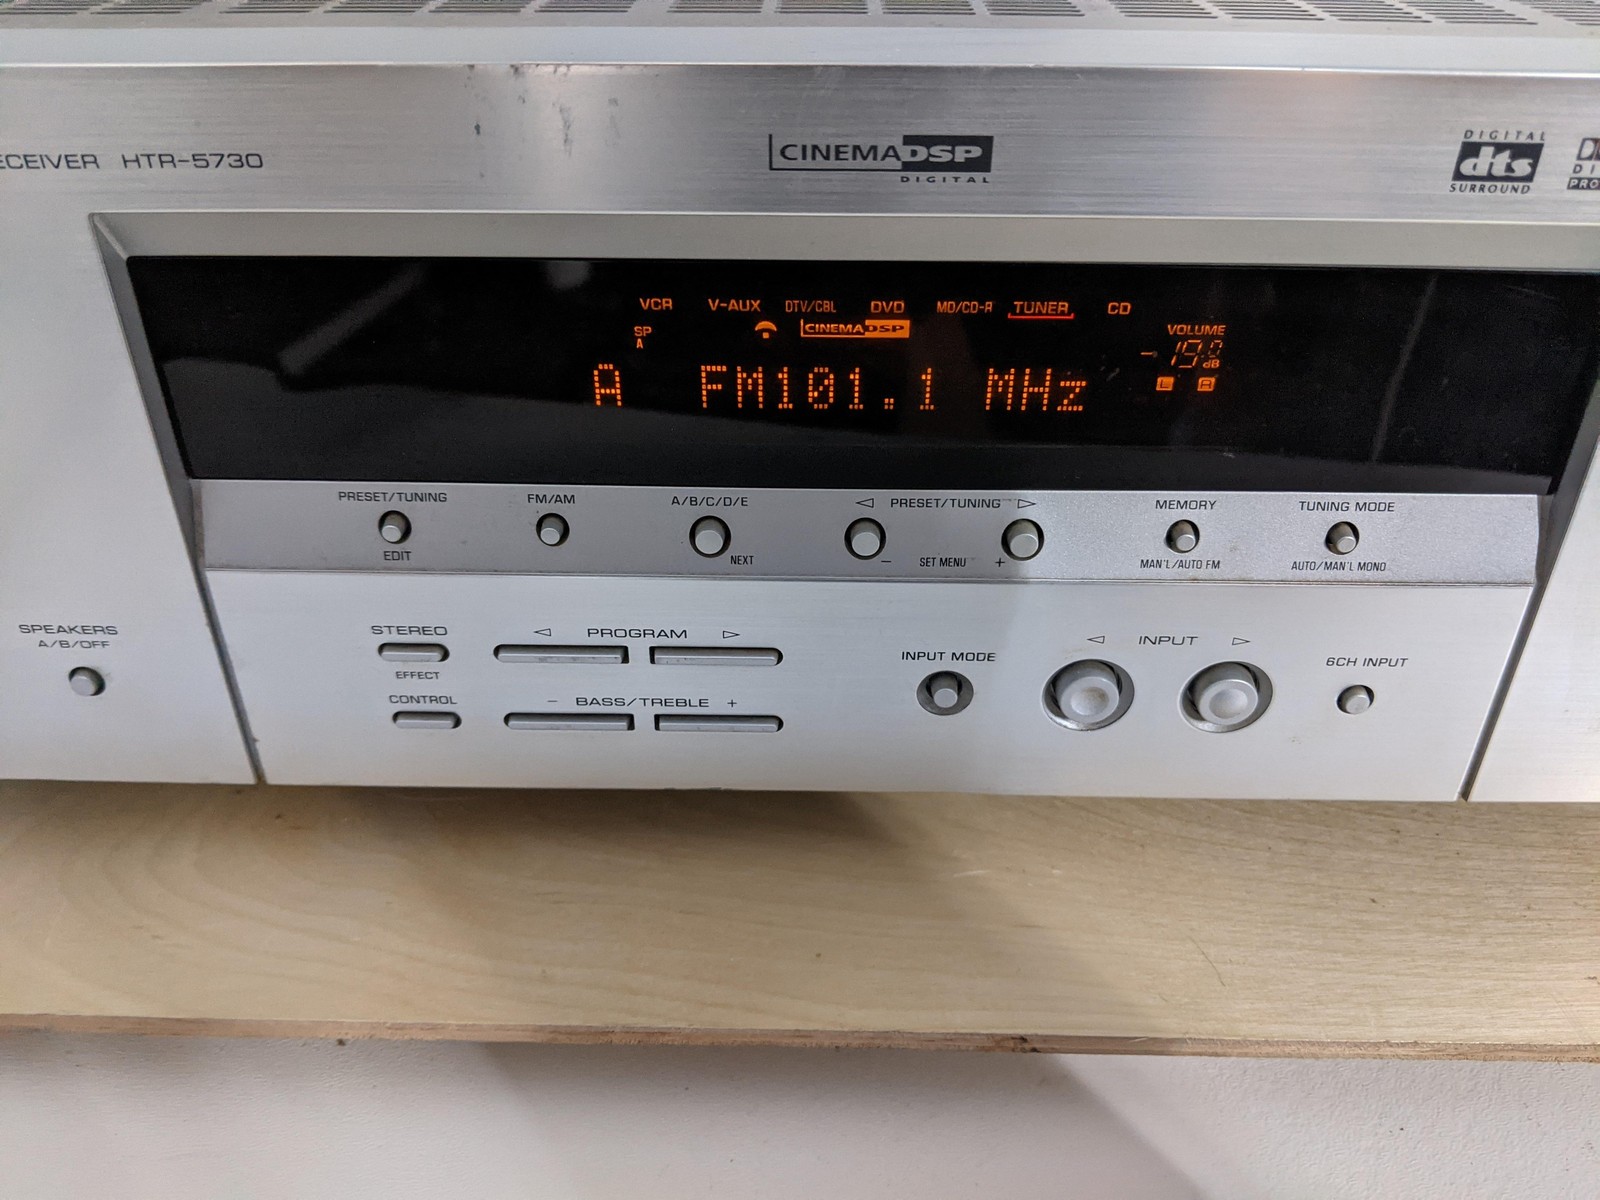 HTR-5730
CINEMA DSP
DIGITAL
DIGITAL
dts
SURROUND
VCR V-AUX DTV/CBL DVD MD/CD-R TUNER CD
SP
A
CINEMA DSP
VOLUME
dB
L R
A FM101.1 MHz
PRESET/TUNING
EDIT
FM/AM
A/B/C/D/E
NEXT
◁ PRESET/TUNING ▷
– SET MENU +
MEMORY
MAN'L/AUTO FM
TUNING MODE
AUTO/MAN'L MONO
SPEAKERS
A/B/OFF
STEREO
EFFECT
◁ PROGRAM ▷
CONTROL
– BASS/TREBLE +
INPUT MODE
◁ INPUT ▷
6CH INPUT